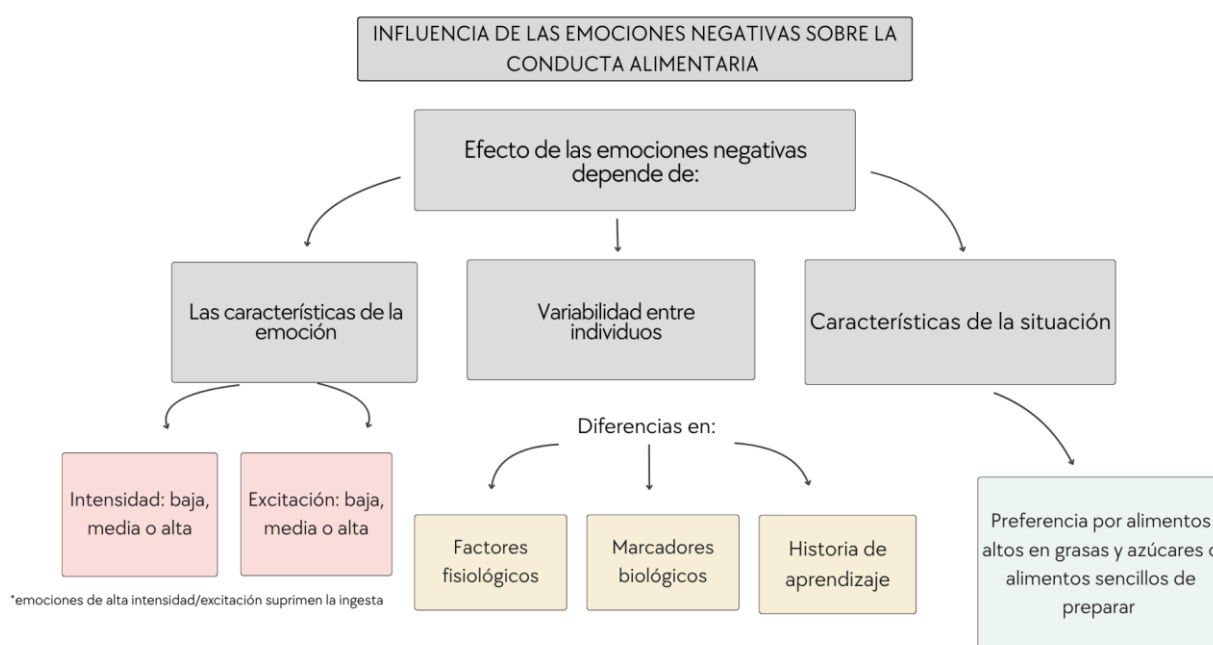 INFLUENCIA DE LAS EMOCIONES NEGATIVAS SOBRE LA
CONDUCTA ALIMENTARIA
Efecto de las emociones negativas
depende de:
Las características de la
emoción
Variabilidad entre
individuos
Características de la situación
Intensidad: baja,
media o alta
Excitación: baja,
media o alta
*emociones de alta intensidad/excitación suprimen la ingesta
Diferencias en:
Factores
fisiológicos
Marcadores
biológicos
Historia de
aprendizaje
Preferencia por alimentos
altos en grasas y azúcares o
alimentos sencillos de
preparar